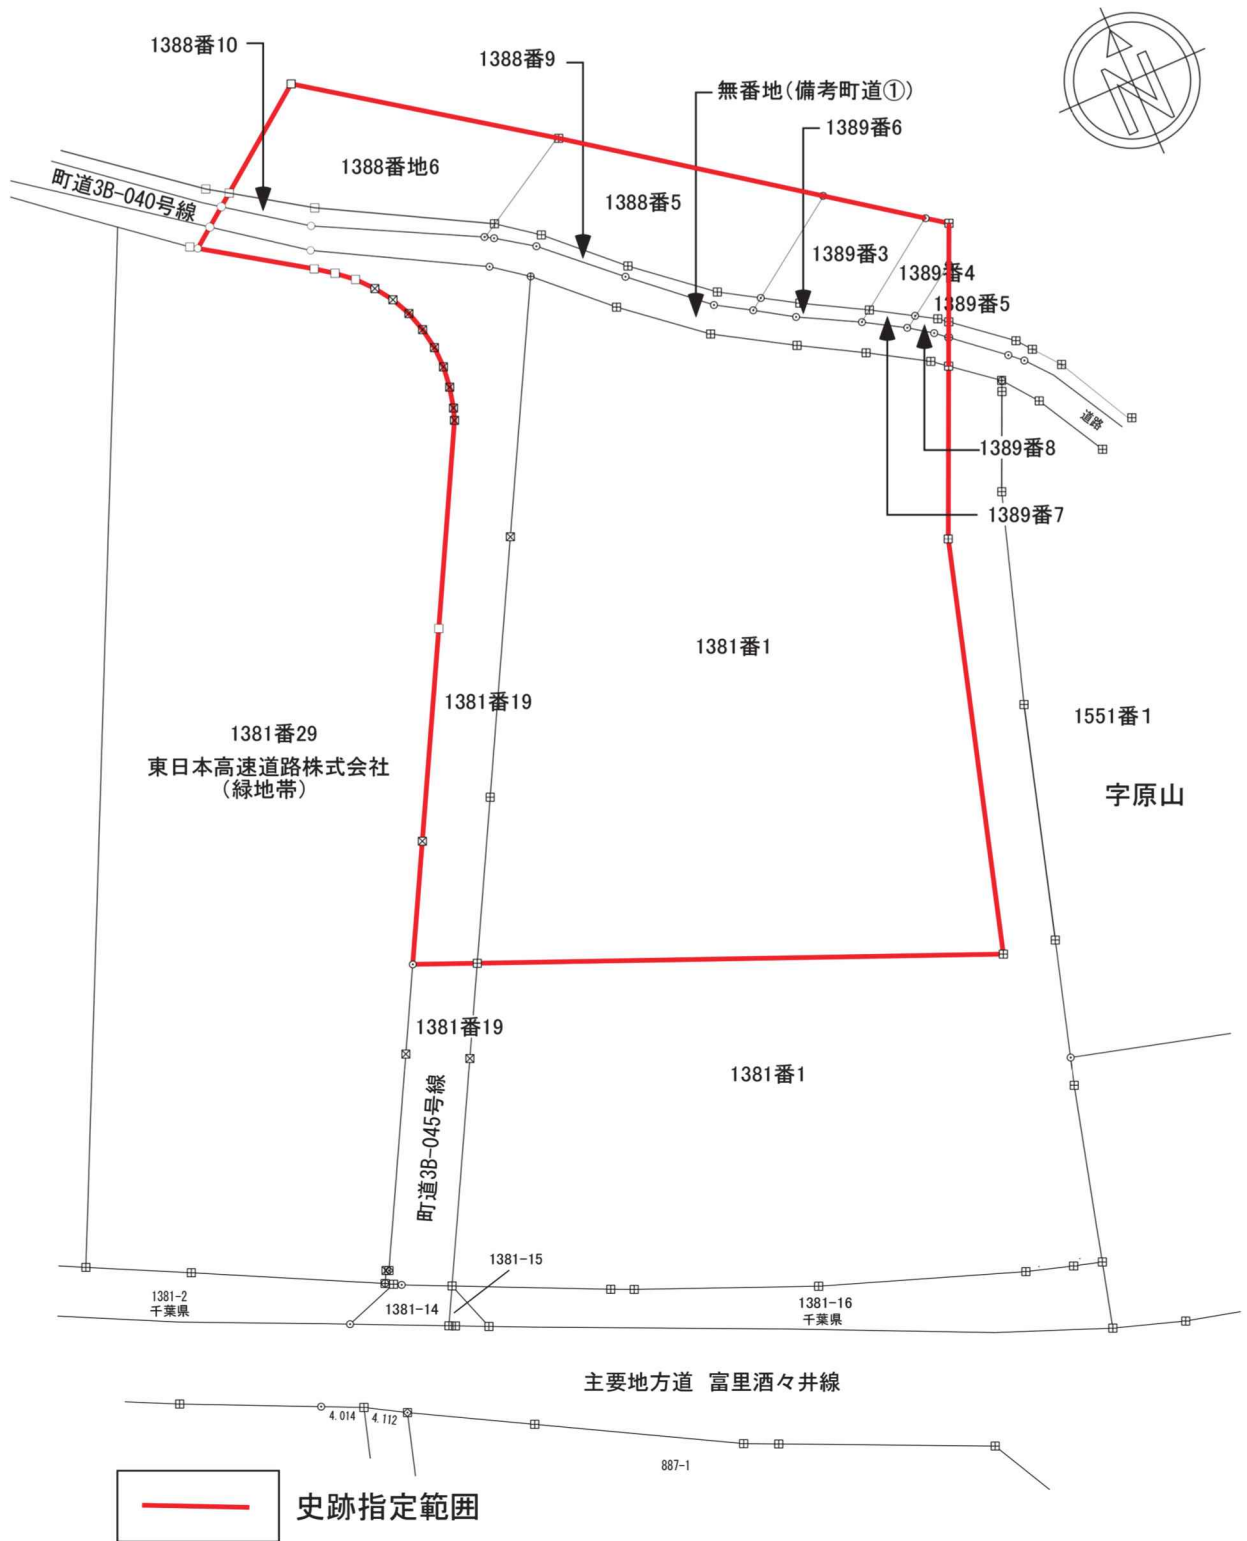 1388番10
1388番9
無番地(備考町道①)
1389番6
N
1388番地6
町道3B-040号線
1388番5
1389番3
1389番4
1389番5
道路
1389番8
1389番7
1381番1
1381番19
1551番1
1381番29
東日本高速道路株式会社
(緑地帯)
字原山
1381番19
1381番1
町道3B-045号線
1381-15
1381-2
千葉県
1381-14
1381-16
千葉県
主要地方道 富里酒々井線
4.014
4.112
887-1
史跡指定範囲